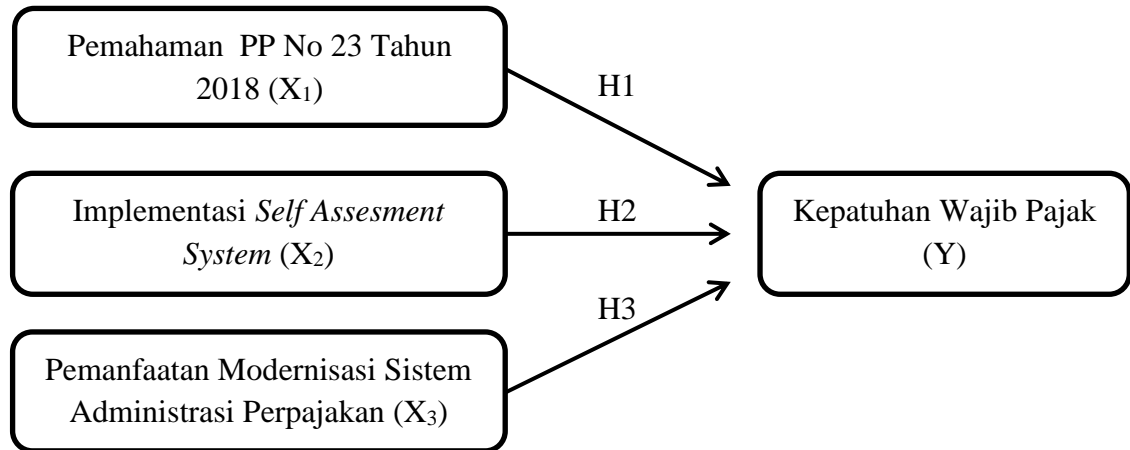 Pemahaman PP No 23 Tahun
2018 (X₁)
H1
Implementasi Self Assesment
System (X₂)
H2
Kepatuhan Wajib Pajak
(Y)
H3
Pemanfaatan Modernisasi Sistem
Administrasi Perpajakan (X₃)